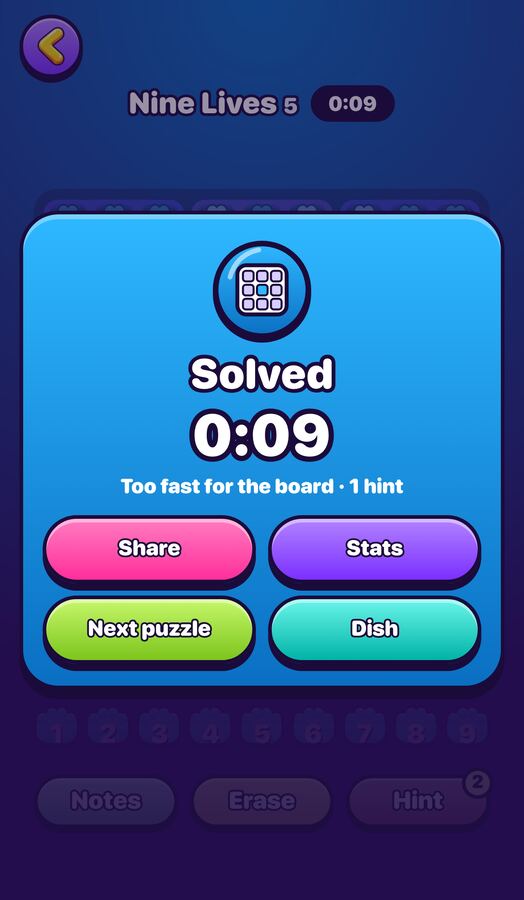 Nine Lives 5 0:09
Solved
0:09
Too fast for the board · 1 hint
Share Stats
Next puzzle Dish
1 2 3 4 5 6 7 8 9
Notes Erase Hint 2